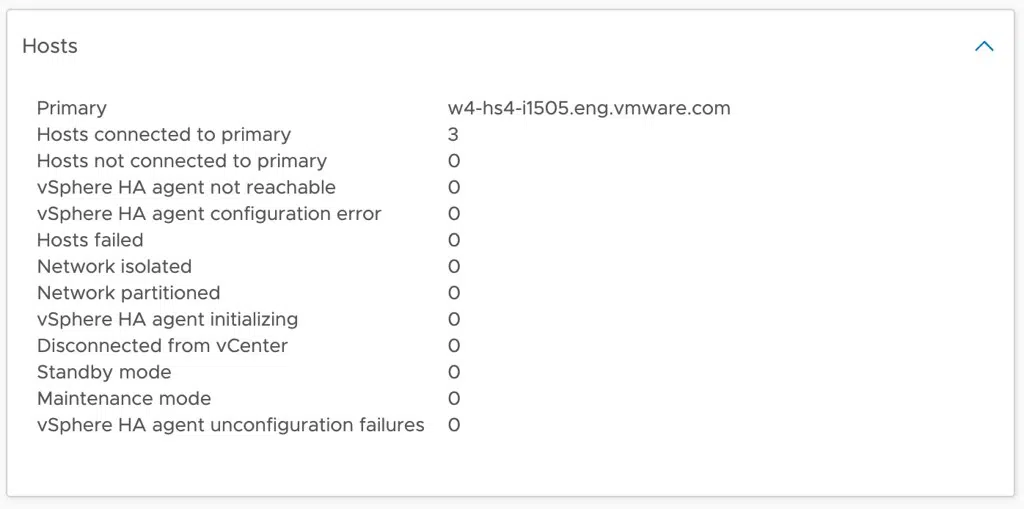 Hosts
Primary w4-hs4-i1505.eng.vmware.com
Hosts connected to primary 3
Hosts not connected to primary 0
vSphere HA agent not reachable 0
vSphere HA agent configuration error 0
Hosts failed 0
Network isolated 0
Network partitioned 0
vSphere HA agent initializing 0
Disconnected from vCenter 0
Standby mode 0
Maintenance mode 0
vSphere HA agent unconfiguration failures 0